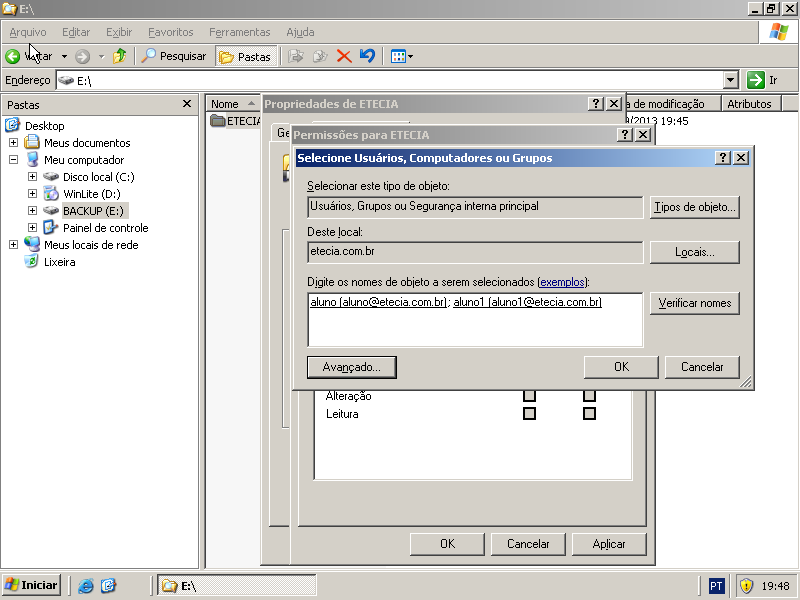 E:\
Arquivo Editar Exibir Favoritos Ferramentas Ajuda
Pesquisar Pastas
Endereço E:\ Ir
Pastas
Desktop
Meus documentos
Meu computador
Disco local (C:)
WinLite (D:)
BACKUP (E:)
Painel de controle
Meus locais de rede
Lixeira
Nome a de modificação Atributos
ETECIA /2013 19:45
Propriedades de ETECIA
Ge
Permissões para ETECIA
Selecione Usuários, Computadores ou Grupos
Selecionar este tipo de objeto:
Usuários, Grupos ou Segurança interna principal Tipos de objeto...
Deste local:
etecia.com.br Locais...
Digite os nomes de objeto a serem selecionados (exemplos):
aluno (aluno@etecia.com.br); aluno1 (aluno1@etecia.com.br) Verificar nomes
Avançado... OK Cancelar
Alteração
Leitura
OK Cancelar Aplicar
Iniciar E:\ PT 19:48